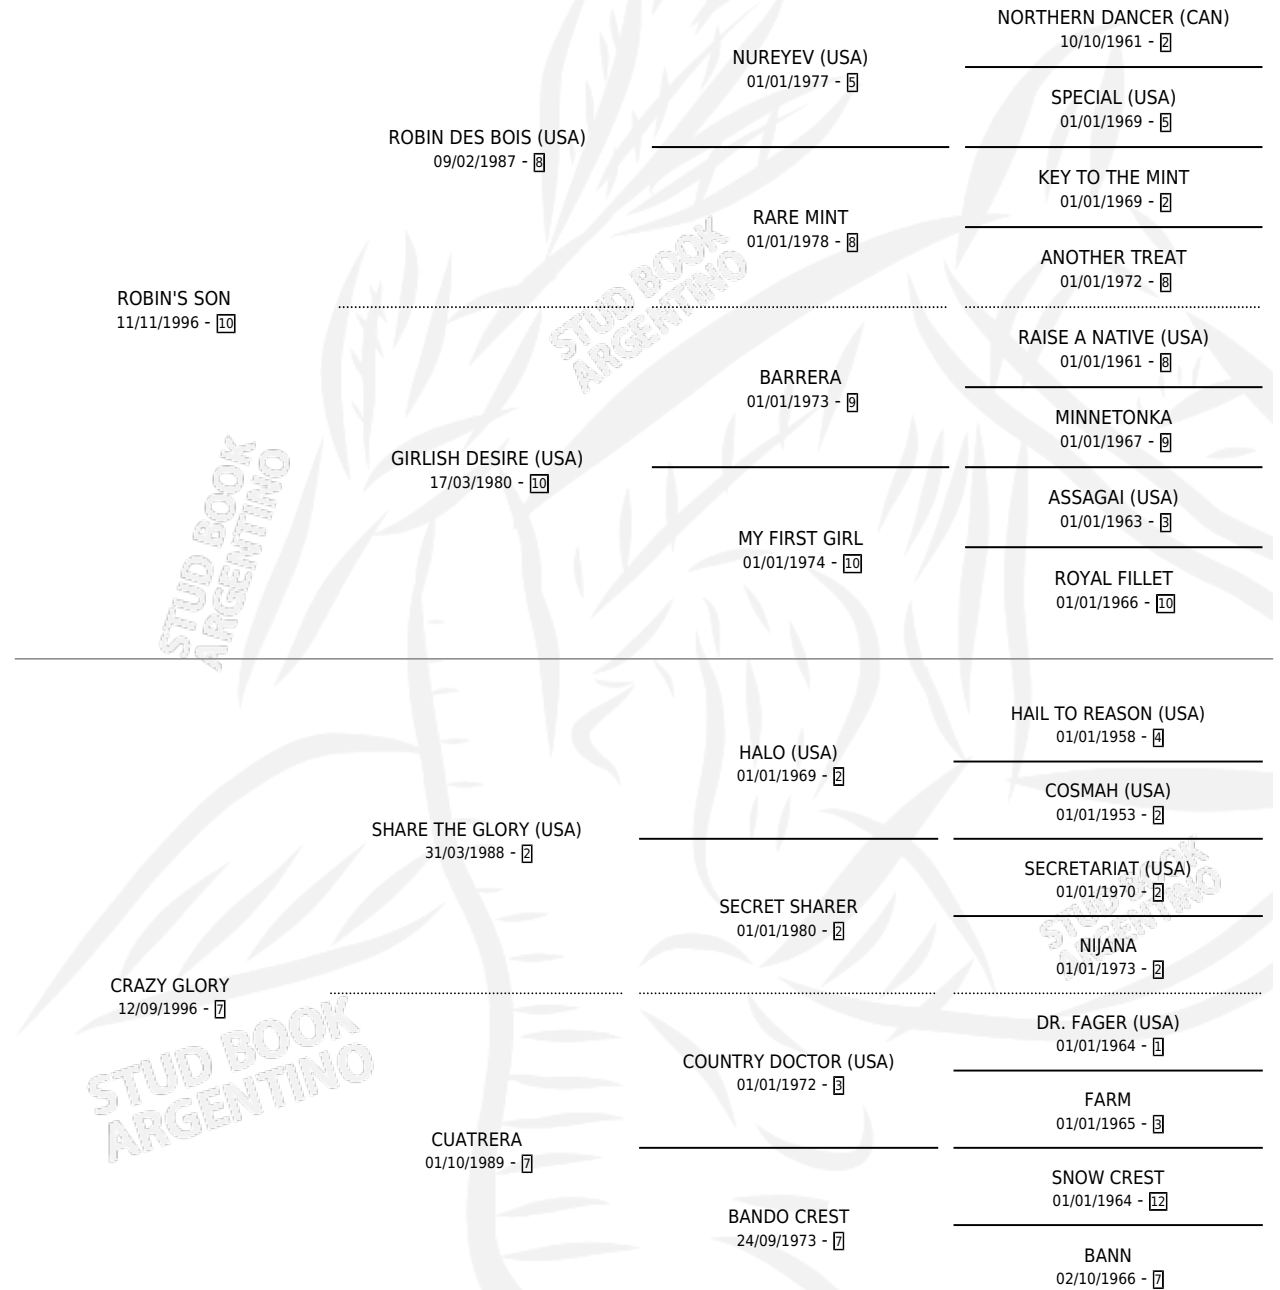 NORTHERN DANCER (CAN)
10/10/1961 - 2
NUREYEV (USA)
01/01/1977 - 5
SPECIAL (USA)
01/01/1969 - 5
ROBIN DES BOIS (USA)
09/02/1987 - 8
KEY TO THE MINT
01/01/1969 - 2
RARE MINT
01/01/1978 - 8
ANOTHER TREAT
01/01/1972 - 8
ROBIN'S SON
11/11/1996 - 10
STUD BOOK
ARGENTINO
RAISE A NATIVE (USA)
01/01/1961 - 8
BARRERA
01/01/1973 - 9
MINNETONKA
01/01/1967 - 9
GIRLISH DESIRE (USA)
17/03/1980 - 10
ASSAGAI (USA)
01/01/1963 - 3
MY FIRST GIRL
01/01/1974 - 10
ROYAL FILLET
01/01/1966 - 10
STUD BOOK
ARGENTINO
HAIL TO REASON (USA)
01/01/1958 - 4
HALO (USA)
01/01/1969 - 2
COSMAH (USA)
01/01/1953 - 2
SHARE THE GLORY (USA)
31/03/1988 - 2
SECRETARIAT (USA)
01/01/1970 - 2
SECRET SHARER
01/01/1980 - 2
NIJANA
01/01/1973 - 2
STUD BOOK
ARGENTINO
CRAZY GLORY
12/09/1996 - 7
STUD BOOK
ARGENTINO
DR. FAGER (USA)
01/01/1964 - 1
COUNTRY DOCTOR (USA)
01/01/1972 - 3
FARM
01/01/1965 - 3
CUATRERA
01/10/1989 - 7
SNOW CREST
01/01/1964 - 12
BANDO CREST
24/09/1973 - 7
BANN
02/10/1966 - 7